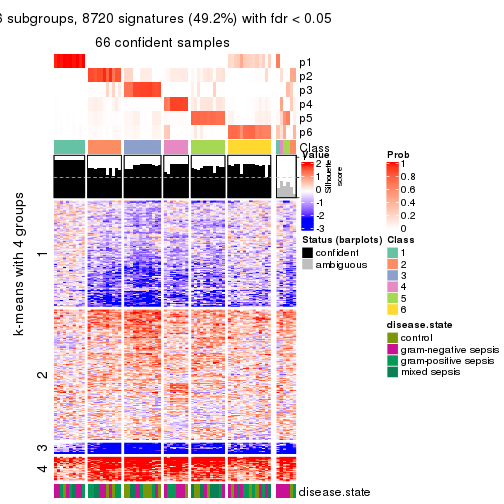 6 subgroups, 8720 signatures (49.2%) with fdr < 0.05
66 confident samples
p1
p2
p3
p4
p5
p6
Class
k-means with 4 groups
1
2
3
4
disease.state
Value
2
1
0
-1
-2
-3
Silhouette
score
Status (barplots)
confident
ambiguous
Prob
1
0.8
0.6
0.4
0.2
0
Class
1
2
3
4
5
6
disease.state
control
gram-negative sepsis
gram-positive sepsis
mixed sepsis